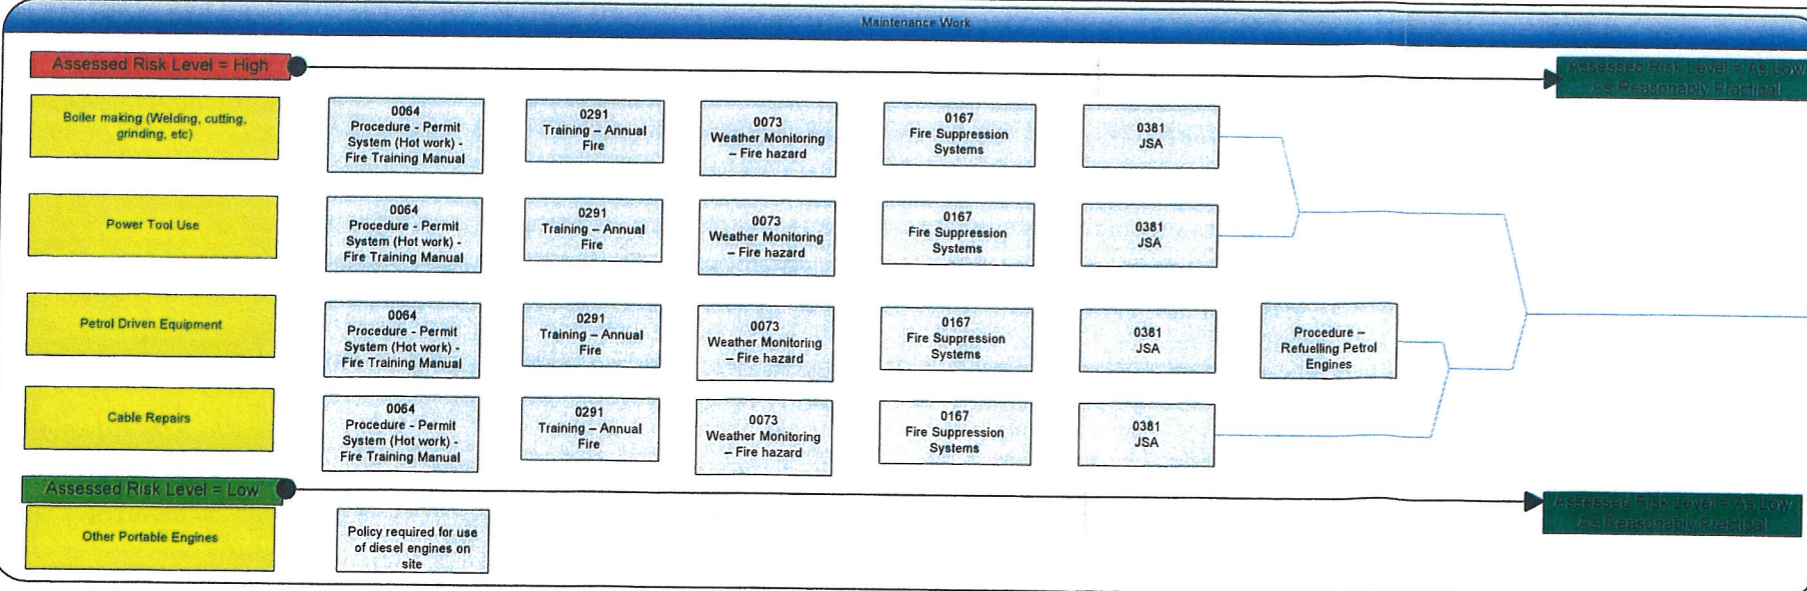 Maintenance Work
Assessed Risk Level = High
Assessed Risk Level = As Low
As Reasonably Practical
Boiler making (Welding, cutting,
grinding, etc)
0064
Procedure - Permit
System (Hot work) -
Fire Training Manual
0291
Training – Annual
Fire
0073
Weather Monitoring
– Fire hazard
0167
Fire Suppression
Systems
0381
JSA
Power Tool Use
0064
Procedure - Permit
System (Hot work) -
Fire Training Manual
0291
Training – Annual
Fire
0073
Weather Monitoring
– Fire hazard
0167
Fire Suppression
Systems
0381
JSA
Petrol Driven Equipment
0064
Procedure - Permit
System (Hot work) -
Fire Training Manual
0291
Training – Annual
Fire
0073
Weather Monitoring
– Fire hazard
0167
Fire Suppression
Systems
0381
JSA
Procedure –
Refuelling Petrol
Engines
Cable Repairs
0064
Procedure - Permit
System (Hot work) -
Fire Training Manual
0291
Training – Annual
Fire
0073
Weather Monitoring
– Fire hazard
0167
Fire Suppression
Systems
0381
JSA
Assessed Risk Level = Low
Assessed Risk Level = As Low
As Reasonably Practical
Other Portable Engines
Policy required for use
of diesel engines on
site